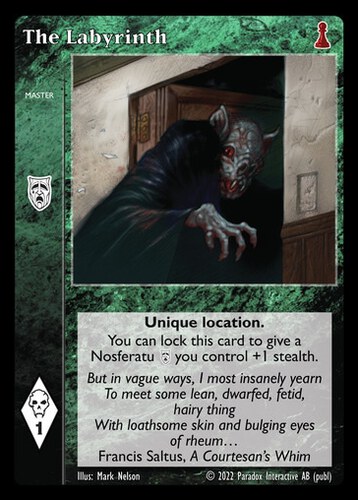 The Labyrinth
MASTER
1
Unique location.
You can lock this card to give a
Nosferatu you control +1 stealth.
But in vague ways, I most insanely yearn
To meet some lean, dwarfed, fetid,
hairy thing
With loathsome skin and bulging eyes
of rheum…
Francis Saltus, A Courtesan's Whim
Illus: Mark Nelson
© 2022 Paradox Interactive AB (publ)